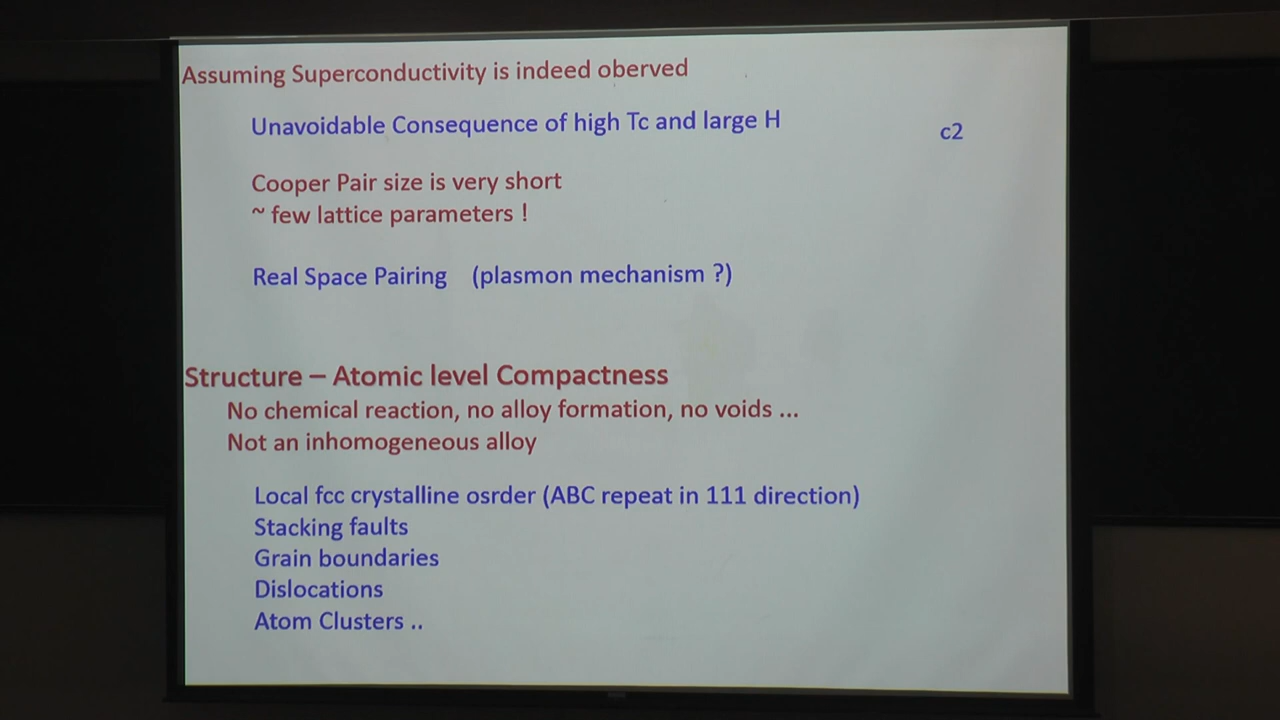 Assuming Superconductivity is indeed oberved
Unavoidable Consequence of high Tc and large H c2
Cooper Pair size is very short
~ few lattice parameters !
Real Space Pairing (plasmon mechanism ?)
Structure – Atomic level Compactness
No chemical reaction, no alloy formation, no voids ...
Not an inhomogeneous alloy
Local fcc crystalline osrder (ABC repeat in 111 direction)
Stacking faults
Grain boundaries
Dislocations
Atom Clusters ..